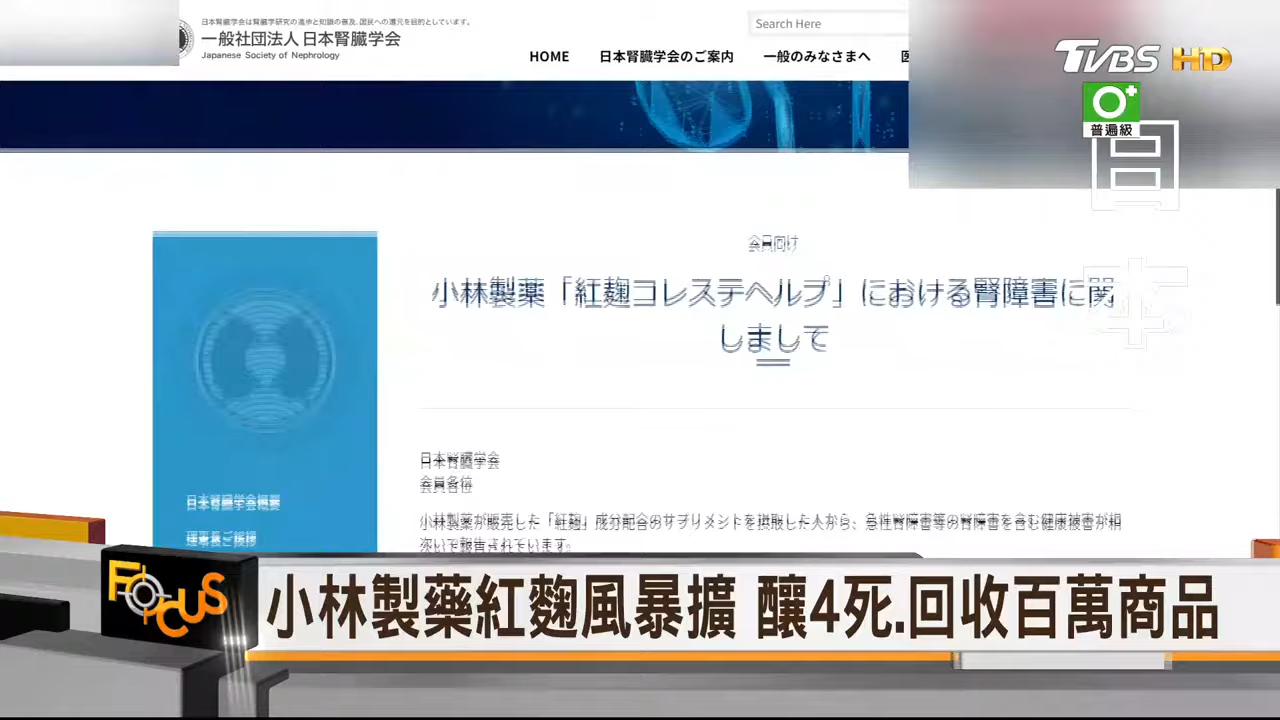 日本腎臓学会は腎臓学研究の進歩と知識の普及、国民への還元を目的としています。
一般社団法人 日本腎臓学会
Japanese Society of Nephrology
Search Here
HOME 日本腎臓学会のご案内 一般のみなさまへ 医
TVBS HD
普遍級
日本
会員向け
小林製薬「紅麹コレステヘルプ」における腎障害に関
しまして
日本腎臓学会
会員各位
小林製薬が販売した「紅麹」成分配合のサプリメントを摂取した人から、急性腎障害等の腎障害を含む健康被害が相
次いで報告されています。
日本腎臓学会概要
理事長ご挨拶
FOCUS
小林製藥紅麴風暴擴 釀4死.回收百萬商品